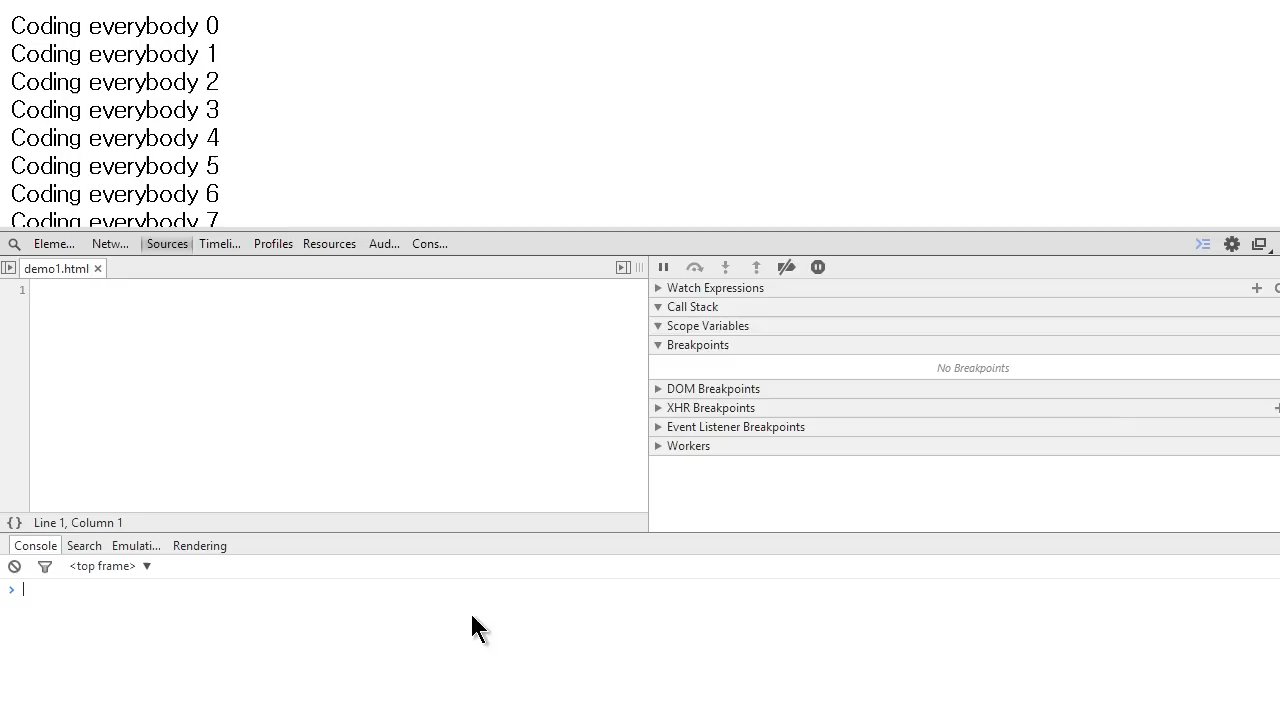 Coding everybody 0
Coding everybody 1
Coding everybody 2
Coding everybody 3
Coding everybody 4
Coding everybody 5
Coding everybody 6
Coding everybody 7
Eleme... Netw... Sources Timeli... Profiles Resources Aud... Cons...
demo1.html ×
1
Line 1, Column 1
Watch Expressions
Call Stack
Scope Variables
Breakpoints
No Breakpoints
DOM Breakpoints
XHR Breakpoints
Event Listener Breakpoints
Workers
Console Search Emulati... Rendering
<top frame>